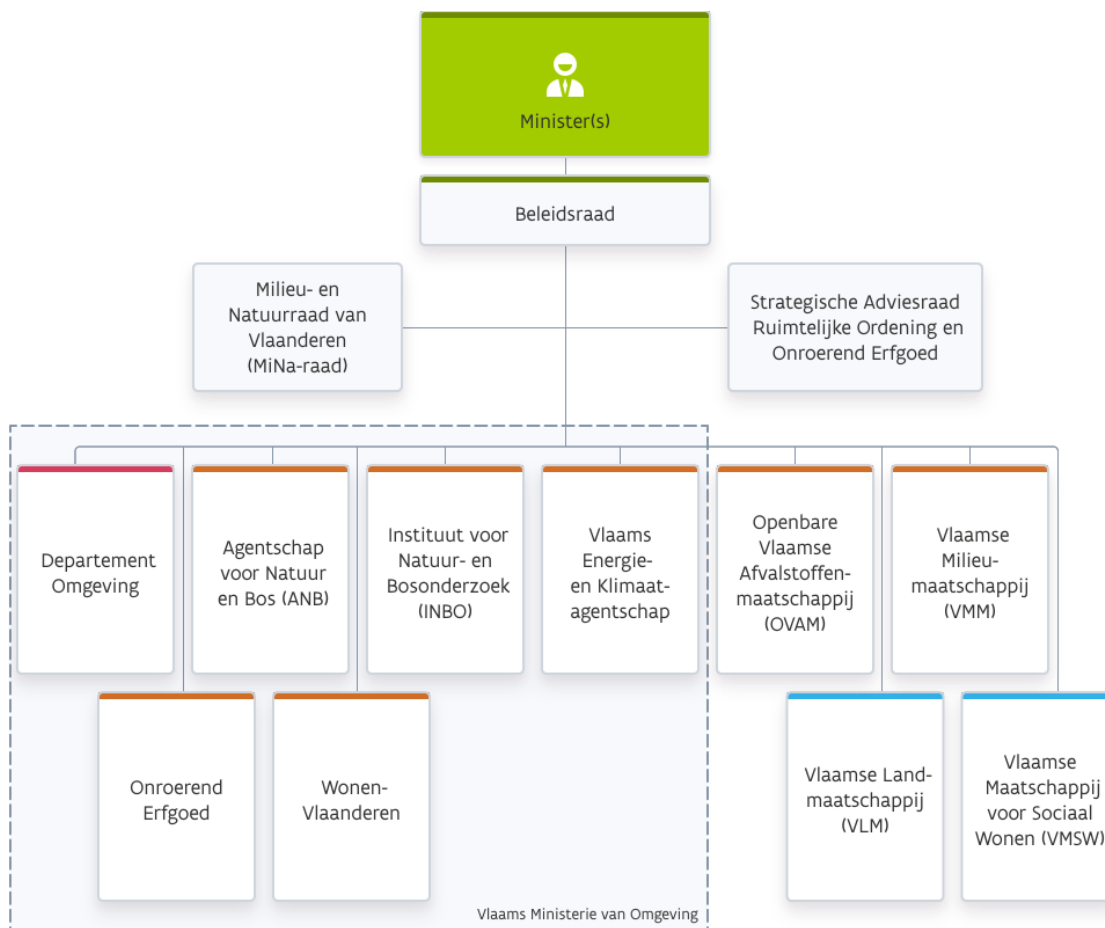 Minister(s)
Beleidsraad
Milieu- en
Natuurraad van
Vlaanderen
(MiNa-raad)
Strategische Adviesraad
Ruimtelijke Ordening en
Onroerend Erfgoed
Departement
Omgeving
Agentschap
voor Natuur
en Bos (ANB)
Instituut voor
Natuur- en
Bosonderzoek
(INBO)
Vlaams
Energie-
en Klimaat-
agentschap
Openbare
Vlaamse
Afvalstoffen-
maatschappij
(OVAM)
Vlaamse
Milieu-
maatschappij
(VMM)
Onroerend
Erfgoed
Wonen-
Vlaanderen
Vlaamse Land-
maatschappij
(VLM)
Vlaamse
Maatschappij
voor Sociaal
Wonen (VMSW)
Vlaams Ministerie van Omgeving